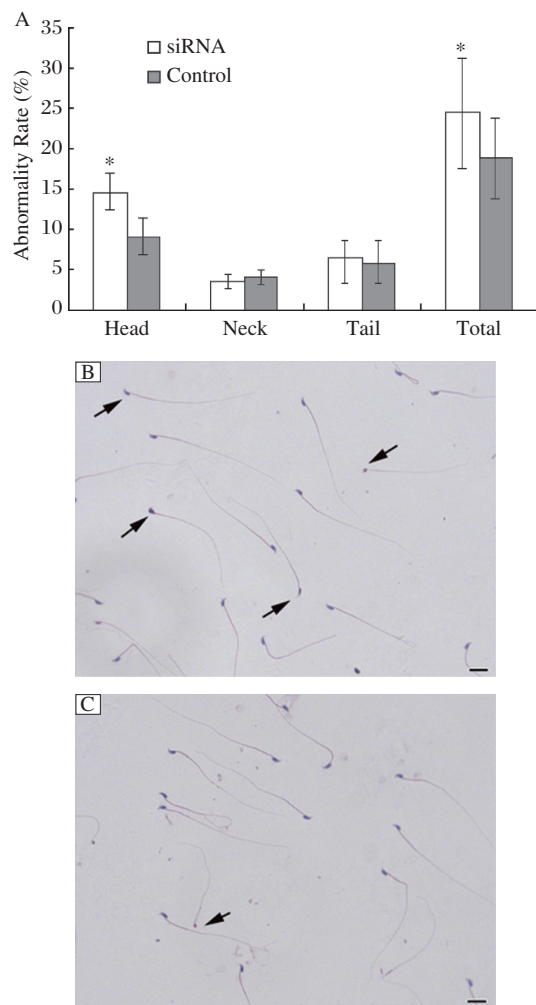 A
Abnormality Rate (%)
35
30
25
20
15
10
5
0
siRNA
Control
*
*
Head Neck Tail Total
B
C